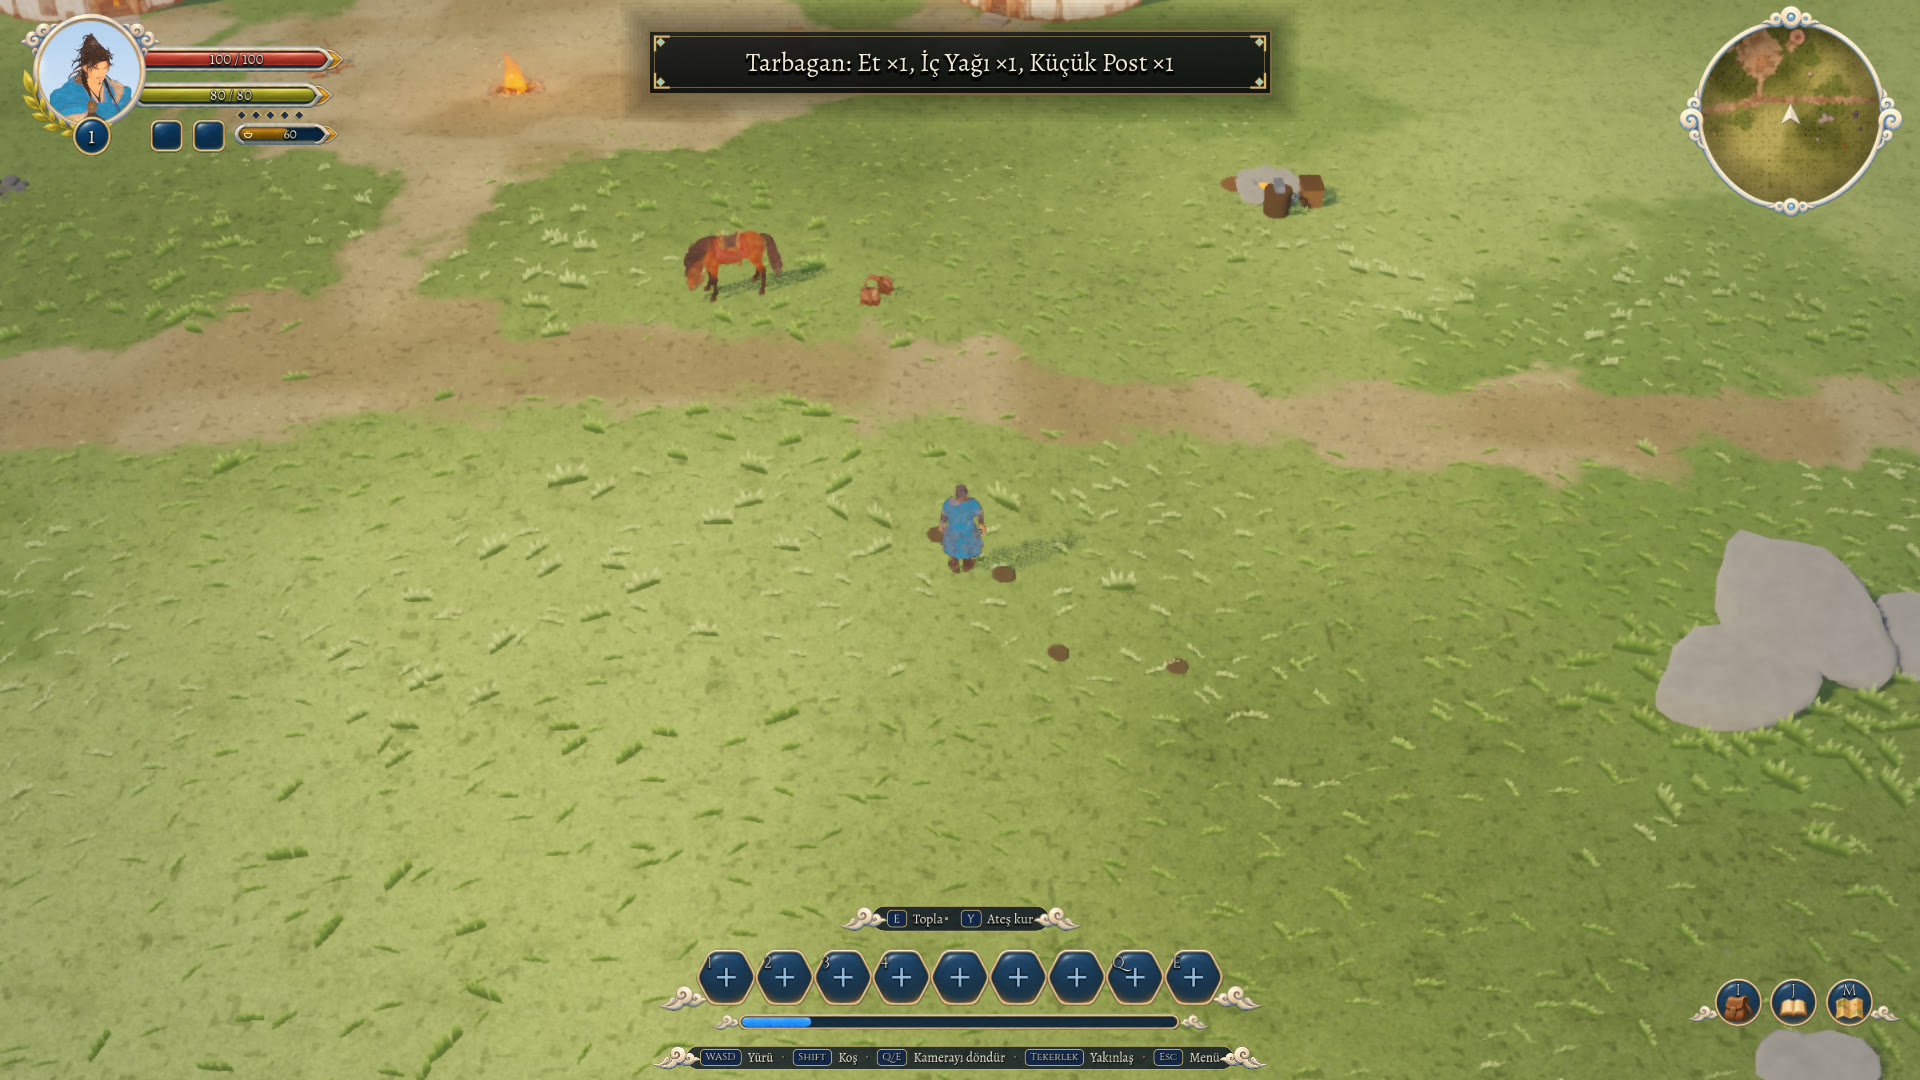 Tarbagan: Et ×1, İç Yağı ×1, Küçük Post ×1
100 / 100
80 / 80
60
1
E Topla • Y Ateş kur
1 2 3 4 Q E
I J M
WASD Yürü · SHIFT Koş · Q/E Kamerayı döndür · TEKERLEK Yakınlaş · ESC Menü